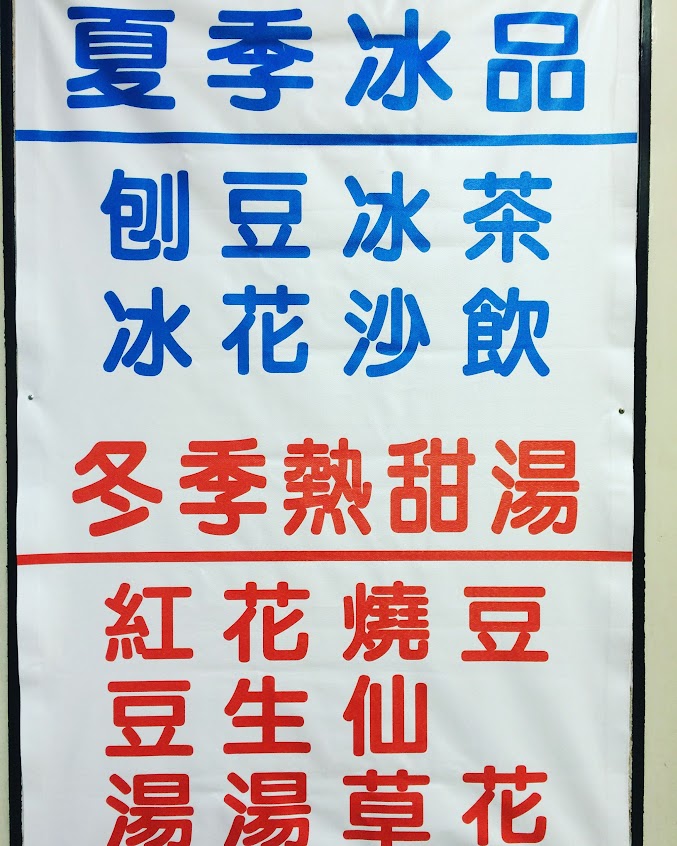 夏季冰品
刨冰
豆花
冰沙
茶飲
冬季熱甜湯
紅豆湯
花生湯
燒仙草
豆花